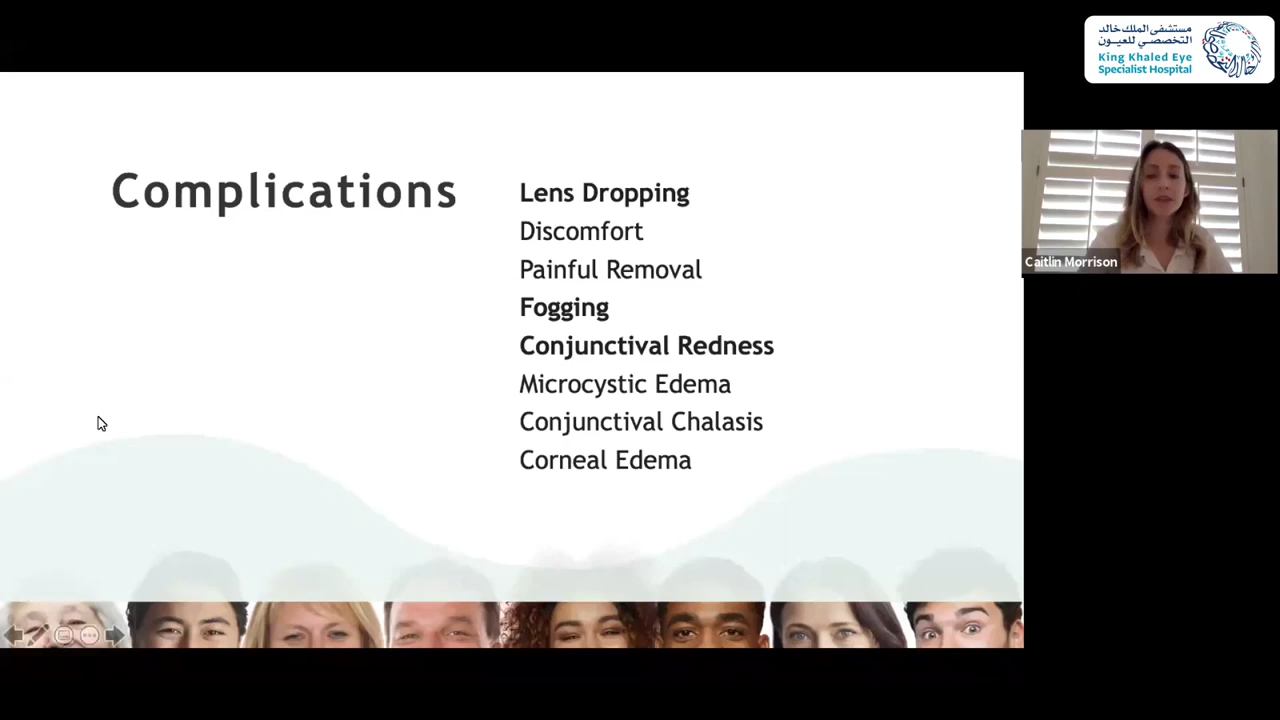 مستشفى الملك خالد
التخصصي للعيون
King Khaled Eye
Specialist Hospital
Complications
Lens Dropping
Discomfort
Painful Removal
Fogging
Conjunctival Redness
Microcystic Edema
Conjunctival Chalasis
Corneal Edema
Caitlin Morrison